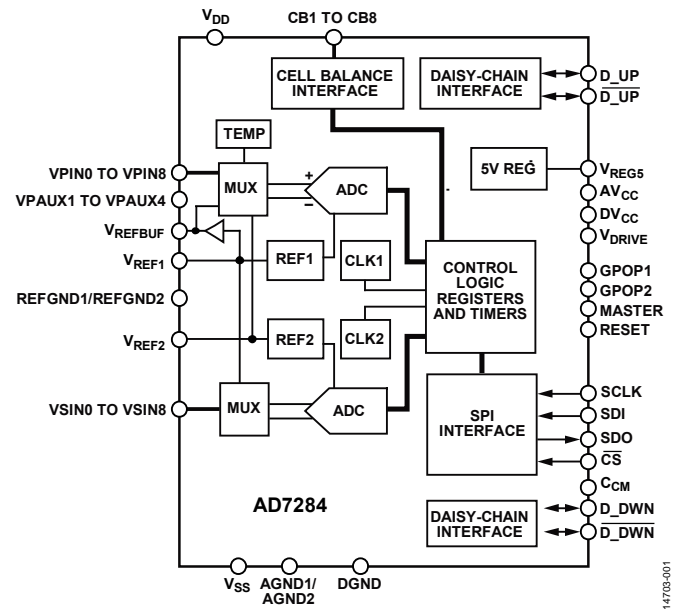 VDD
CB1 TO CB8
CELL BALANCE
INTERFACE
DAISY-CHAIN
INTERFACE
D_UP
D_UP
TEMP
VPIN0 TO VPIN8
MUX
+
–
ADC
5V REG
VREG5
VPAUX1 TO VPAUX4
AVCC
DVCC
VREFBUF
VDRIVE
VREF1
REF1
CLK1
CONTROL
LOGIC
REGISTERS
AND TIMERS
GPOP1
GPOP2
REFGND1/REFGND2
MASTER
RESET
VREF2
REF2
CLK2
VSIN0 TO VSIN8
MUX
ADC
SPI
INTERFACE
SCLK
SDI
SDO
CS
CCM
AD7284
DAISY-CHAIN
INTERFACE
D_DWN
D_DWN
VSS
AGND1/
AGND2
DGND
14703-001